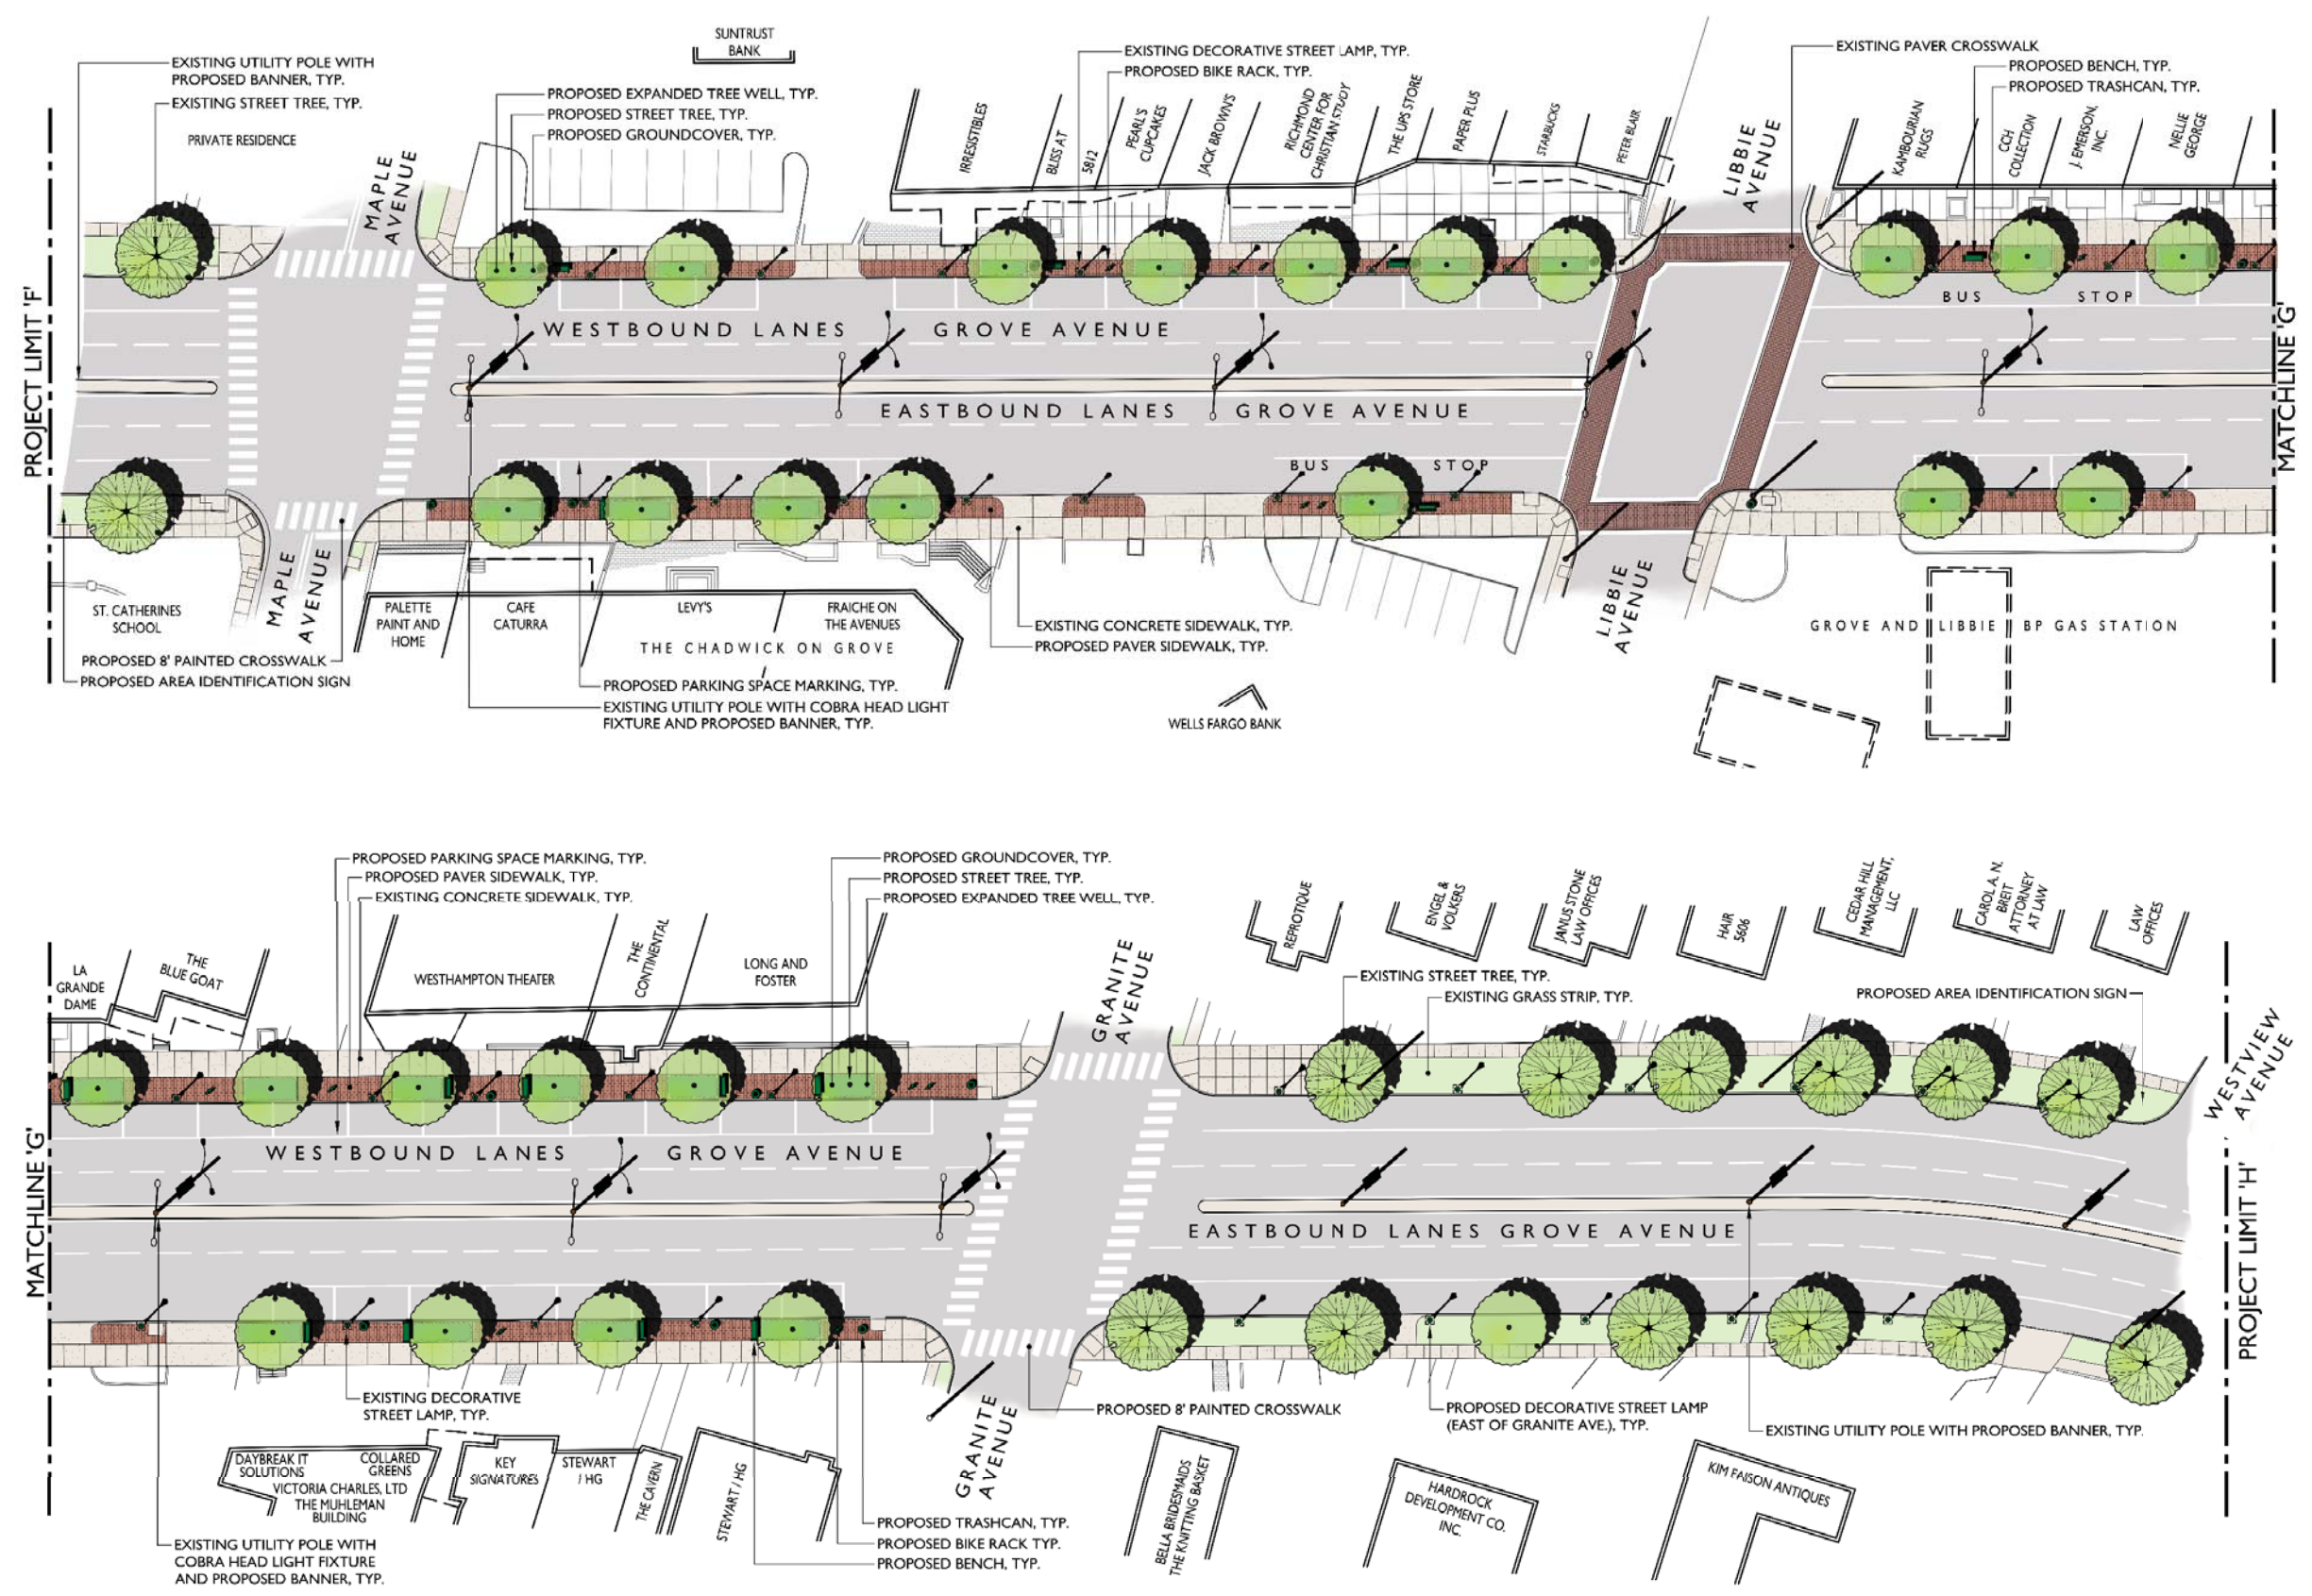 SUNTRUST
BANK
EXISTING UTILITY POLE WITH
PROPOSED BANNER, TYP.
EXISTING STREET TREE, TYP.
PRIVATE RESIDENCE
MAPLE
AVENUE
PROPOSED EXPANDED TREE WELL, TYP.
PROPOSED STREET TREE, TYP.
PROPOSED GROUNDCOVER, TYP.
EXISTING DECORATIVE STREET LAMP, TYP.
PROPOSED BIKE RACK, TYP.
IRRESISTIBLES
BLISS AT
5812
PEARL'S
CUPCAKES
JACK BROWN'S
RICHMOND
CENTER FOR
CHRISTIAN STUDY
THE UPS STORE
PAPER PLUS
STARBUCKS
PETER BLAIR
LIBBIE
AVENUE
EXISTING PAVER CROSSWALK
PROPOSED BENCH, TYP.
PROPOSED TRASHCAN, TYP.
KAMBOURIAN
RUGS
CCH
COLLECTION
J. EMERSON,
INC.
NELLIE
GEORGE
PROJECT LIMIT 'F'
BUS STOP
WESTBOUND LANES GROVE AVENUE
EASTBOUND LANES GROVE AVENUE
BUS STOP
MATCHLINE 'G'
ST. CATHERINES
SCHOOL
MAPLE
AVENUE
PALETTE
PAINT AND
HOME
CAFE
CATURRA
LEVY'S
FRAICHE ON
THE AVENUES
THE CHADWICK ON GROVE
PROPOSED 8' PAINTED CROSSWALK
PROPOSED AREA IDENTIFICATION SIGN
EXISTING CONCRETE SIDEWALK, TYP.
PROPOSED PAVER SIDEWALK, TYP.
PROPOSED PARKING SPACE MARKING, TYP.
EXISTING UTILITY POLE WITH COBRA HEAD LIGHT
FIXTURE AND PROPOSED BANNER, TYP.
WELLS FARGO BANK
LIBBIE
AVENUE
GROVE AND LIBBIE BP GAS STATION
PROPOSED PARKING SPACE MARKING, TYP.
PROPOSED PAVER SIDEWALK, TYP.
EXISTING CONCRETE SIDEWALK, TYP.
PROPOSED GROUNDCOVER, TYP.
PROPOSED STREET TREE, TYP.
PROPOSED EXPANDED TREE WELL, TYP.
LA
GRANDE
DAME
THE
BLUE GOAT
WESTHAMPTON THEATER
THE
CONTINENTAL
LONG AND
FOSTER
GRANITE
AVENUE
REPROTIQUE
ENGEL &
VOLKERS
JANUS STONE
LAW OFFICES
HAIR
5606
CEDAR HILL
MANAGEMENT,
LLC
CAROL A. N.
BREIT
ATTORNEY
AT LAW
LAW
OFFICES
EXISTING STREET TREE, TYP.
EXISTING GRASS STRIP, TYP.
PROPOSED AREA IDENTIFICATION SIGN
WESTVIEW
AVENUE
MATCHLINE 'G'
WESTBOUND LANES GROVE AVENUE
EASTBOUND LANES GROVE AVENUE
PROJECT LIMIT 'H'
EXISTING DECORATIVE
STREET LAMP, TYP.
GRANITE
AVENUE
PROPOSED 8' PAINTED CROSSWALK
PROPOSED DECORATIVE STREET LAMP
(EAST OF GRANITE AVE.), TYP.
EXISTING UTILITY POLE WITH PROPOSED BANNER, TYP.
DAYBREAK IT
SOLUTIONS
COLLARED
GREENS
VICTORIA CHARLES, LTD
THE MUHLEMAN
BUILDING
KEY
SIGNATURES
STEWART
/ HG
THE CAVERN
STEWART / HG
BELLA BRIDESMAIDS
THE KNITTING BASKET
HARDROCK
DEVELOPMENT CO.
INC.
KIM FAISON ANTIQUES
PROPOSED TRASHCAN, TYP.
PROPOSED BIKE RACK TYP.
PROPOSED BENCH, TYP.
EXISTING UTILITY POLE WITH
COBRA HEAD LIGHT FIXTURE
AND PROPOSED BANNER, TYP.